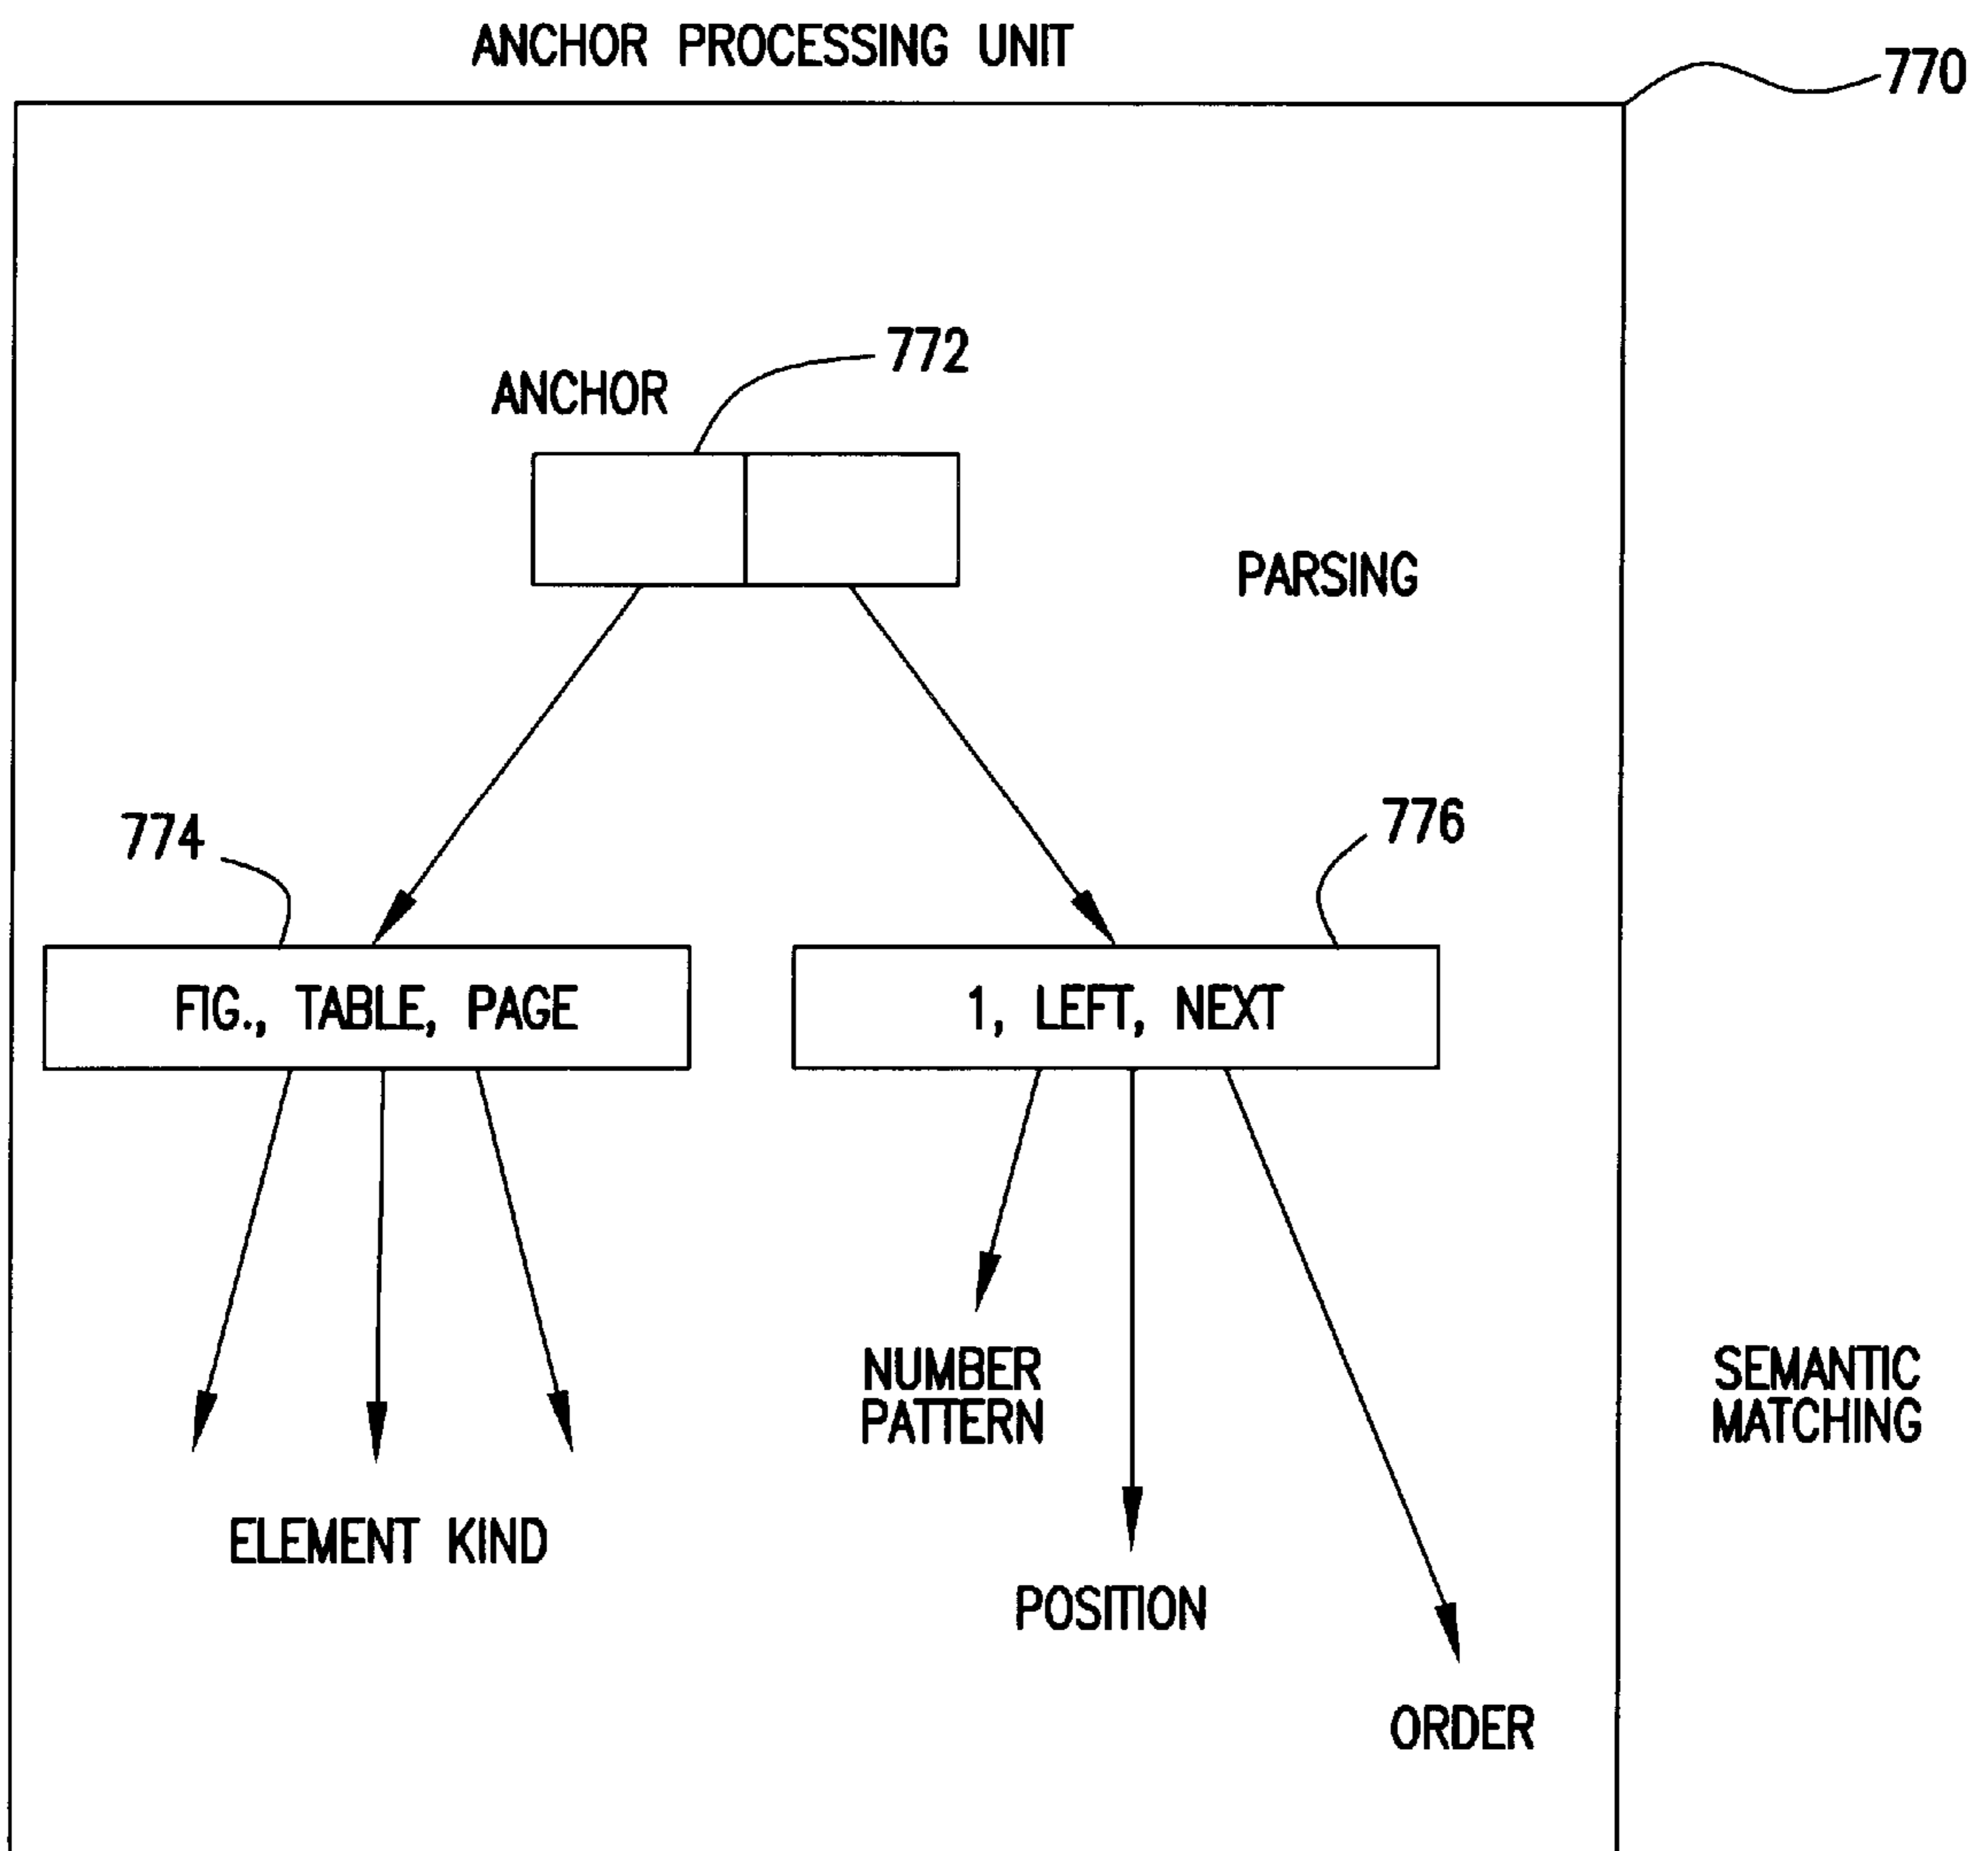 ANCHOR PROCESSING UNIT
770
772
ANCHOR
PARSING
774
776
FIG., TABLE, PAGE
1, LEFT, NEXT
NUMBER
PATTERN
SEMANTIC
MATCHING
ELEMENT KIND
POSITION
ORDER